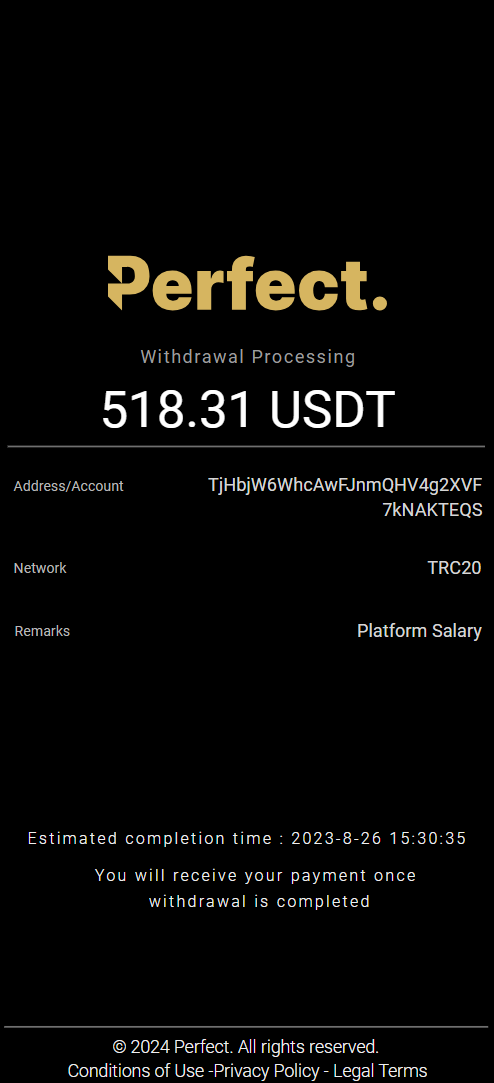 Perfect.
Withdrawal Processing
518.31 USDT
Address/Account
TjHbjW6WhcAwFJnmQHV4g2XVF
7kNAKTEQS
Network
TRC20
Remarks
Platform Salary
Estimated completion time : 2023-8-26 15:30:35
You will receive your payment once
withdrawal is completed
© 2024 Perfect. All rights reserved.
Conditions of Use -Privacy Policy - Legal Terms